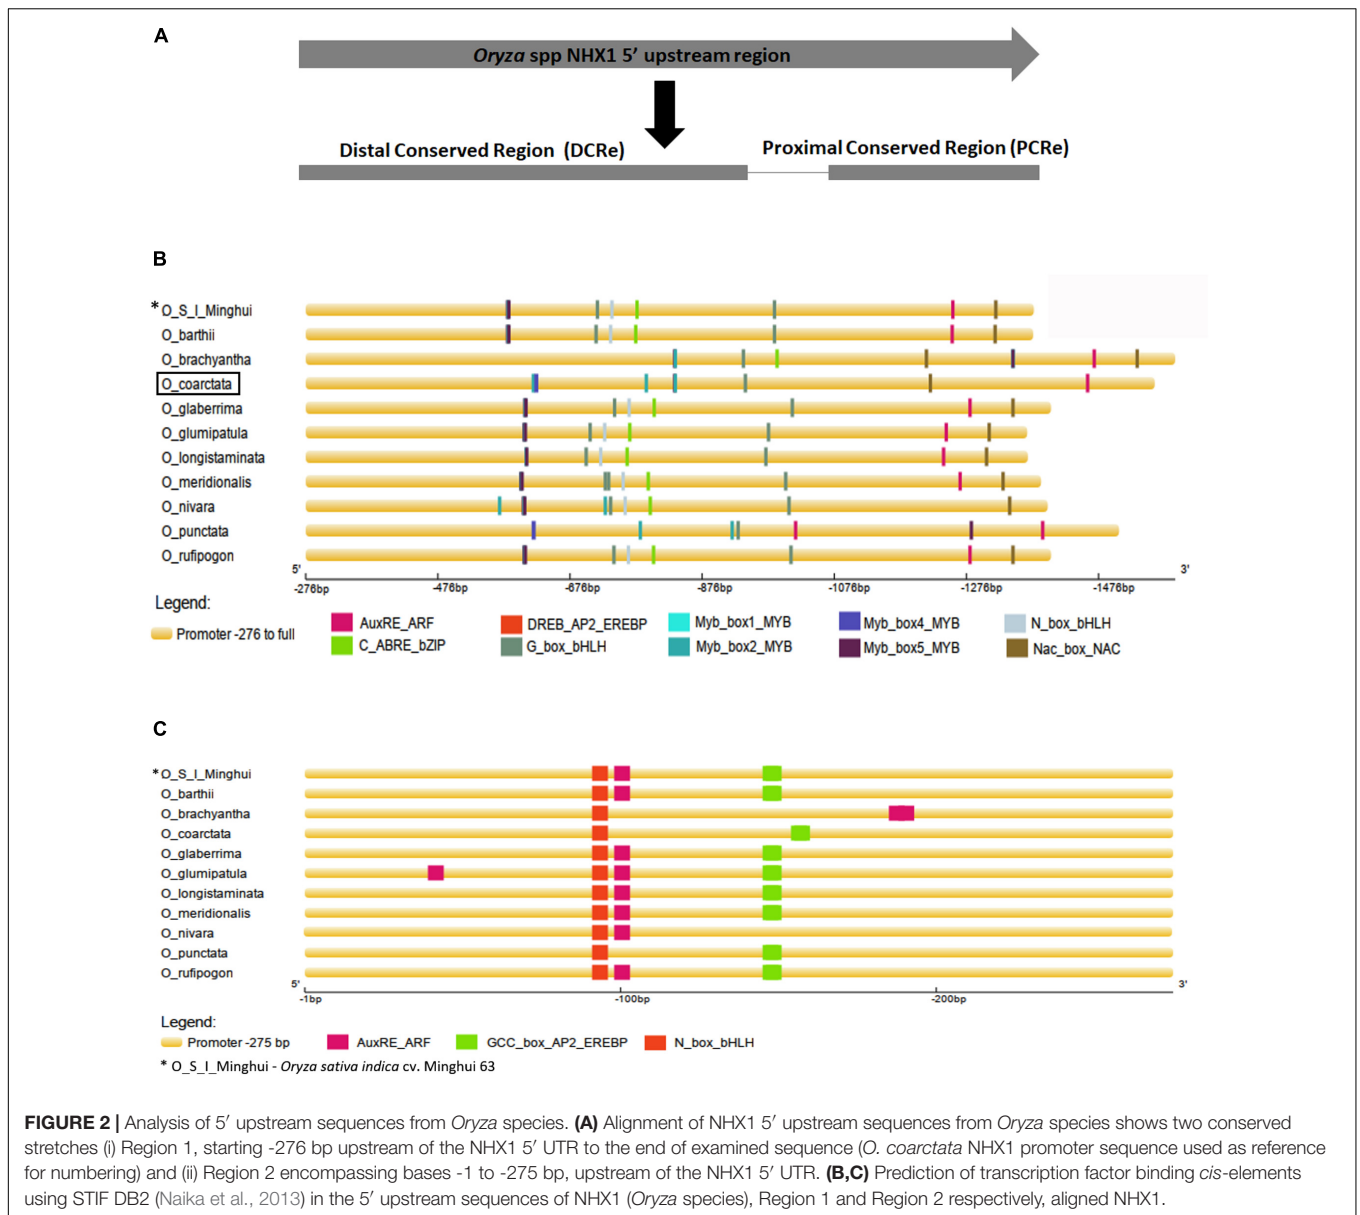 A
Oryza spp NHX1 5′ upstream region
Distal Conserved Region (DCRe)
Proximal Conserved Region (PCRe)
B
* O_S_I_Minghui
O_barthii
O_brachyantha
O_coarctata
O_glaberrima
O_glumipatula
O_longistaminata
O_meridionalis
O_nivara
O_punctata
O_rufipogon
5' 3'
-276bp -476bp -676bp -876bp -1076bp -1276bp -1476bp
Legend:
Promoter -276 to full
AuxRE_ARF
C_ABRE_bZIP
DREB_AP2_EREBP
G_box_bHLH
Myb_box1_MYB
Myb_box2_MYB
Myb_box4_MYB
Myb_box5_MYB
N_box_bHLH
Nac_box_NAC
C
*O_S_I_Minghui
O_barthii
O_brachyantha
O_coarctata
O_glaberrima
O_glumipatula
O_longistaminata
O_meridionalis
O_nivara
O_punctata
O_rufipogon
5' 3'
-1bp -100bp -200bp
Legend:
Promoter -275 bp AuxRE_ARF GCC_box_AP2_EREBP N_box_bHLH
* O_S_I_Minghui - Oryza sativa indica cv. Minghui 63
FIGURE 2 | Analysis of 5′ upstream sequences from Oryza species. (A) Alignment of NHX1 5′ upstream sequences from Oryza species shows two conserved
stretches (i) Region 1, starting -276 bp upstream of the NHX1 5′ UTR to the end of examined sequence (O. coarctata NHX1 promoter sequence used as reference
for numbering) and (ii) Region 2 encompassing bases -1 to -275 bp, upstream of the NHX1 5′ UTR. (B,C) Prediction of transcription factor binding cis-elements
using STIF DB2 (Naika et al., 2013) in the 5′ upstream sequences of NHX1 (Oryza species), Region 1 and Region 2 respectively, aligned NHX1.